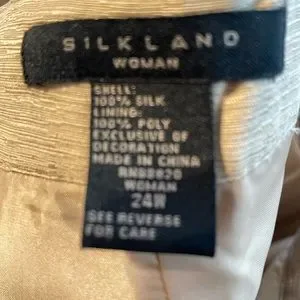 SILKLAND
WOMAN
SHELL:
100% SILK
LINING:
100% POLY
EXCLUSIVE OF
DECORATION
MADE IN CHINA
WOMAN
24W
SEE REVERSE
FOR CARE